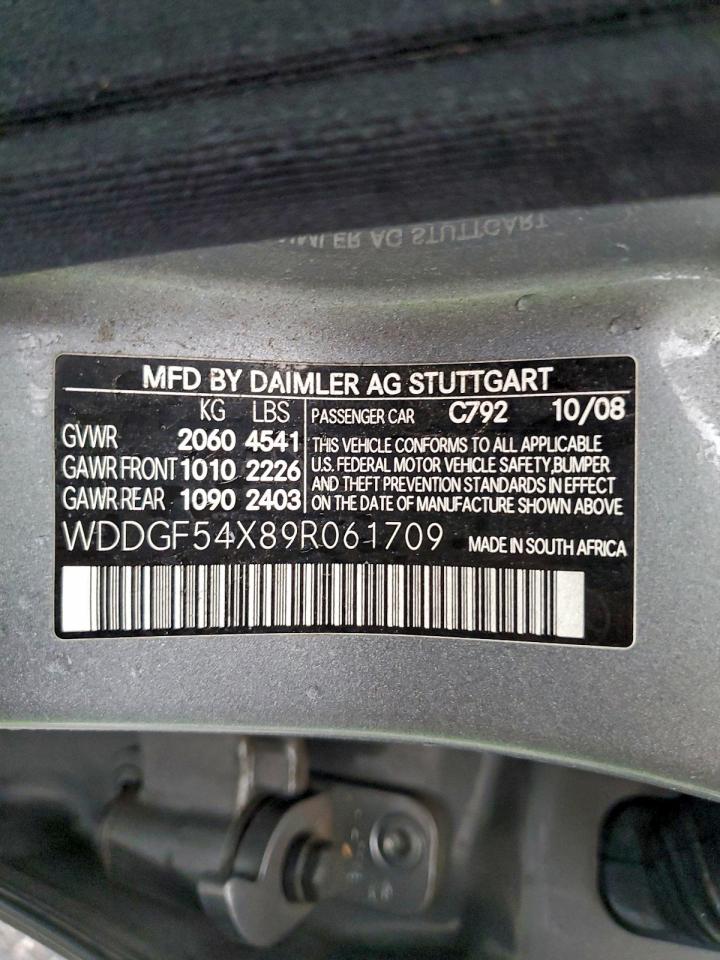 MFD BY DAIMLER AG STUTTGART
KG LBS
GVWR 2060 4541
GAWR FRONT 1010 2226
GAWR REAR 1090 2403
PASSENGER CAR C792 10/08
THIS VEHICLE CONFORMS TO ALL APPLICABLE
U.S. FEDERAL MOTOR VEHICLE SAFETY,BUMPER
AND THEFT PREVENTION STANDARDS IN EFFECT
ON THE DATE OF MANUFACTURE SHOWN ABOVE
WDDGF54X89R061709 MADE IN SOUTH AFRICA